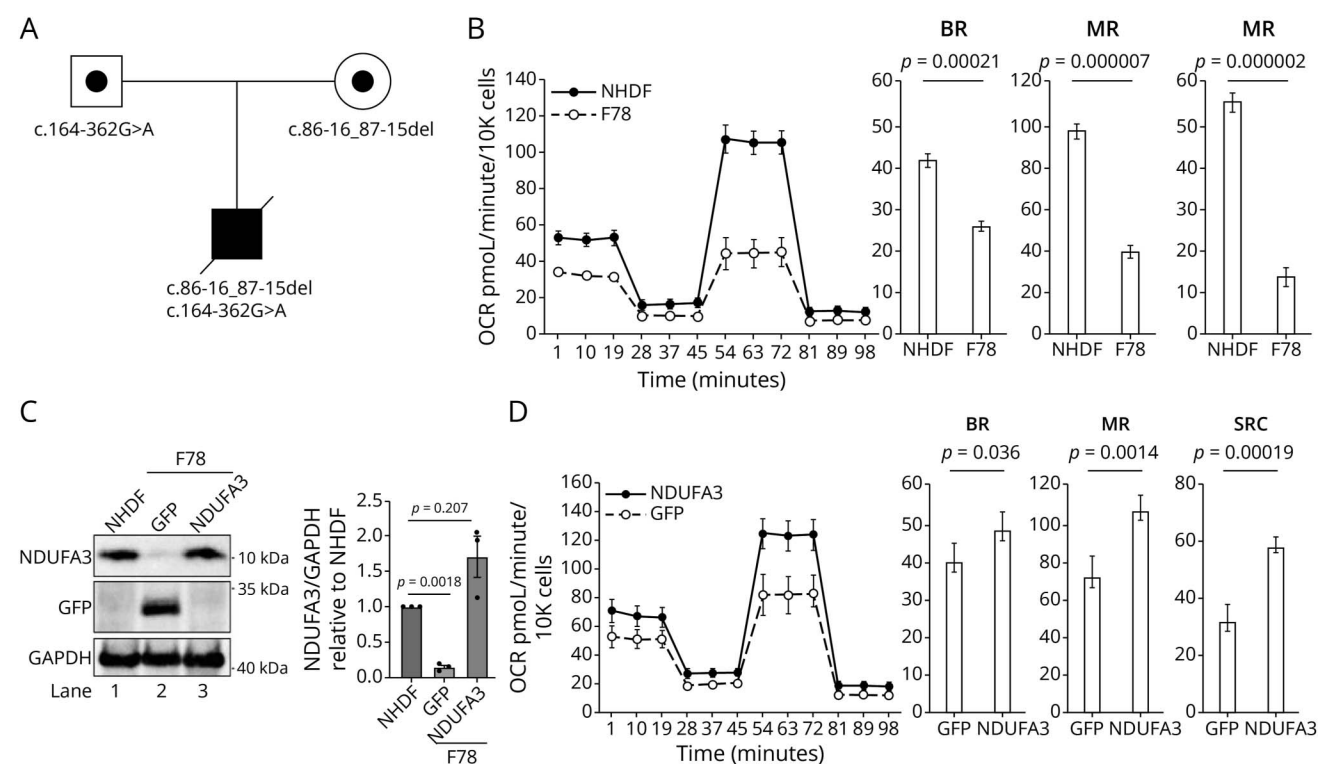 A
c.164-362G>A
c.86-16_87-15del
c.86-16_87-15del
c.164-362G>A
B
OCR pmoL/minute/10K cells
140
120
100
80
60
40
20
0
NHDF
F78
1 10 19 28 37 45 54 63 72 81 89 98
Time (minutes)
BR
p = 0.00021
60
50
40
30
20
10
0
NHDF F78
MR
p = 0.000007
120
100
80
60
40
20
0
NHDF F78
MR
p = 0.000002
60
50
40
30
20
10
0
NHDF F78
C
F78
NHDF GFP NDUFA3
NDUFA3
10 kDa
35 kDa
GFP
GAPDH
40 kDa
Lane 1 2 3
NDUFA3/GAPDH
relative to NHDF
2.5
2.0
1.5
1.0
0.5
0.0
p = 0.207
p = 0.0018
NHDF GFP NDUFA3
F78
D
OCR pmoL/minute/
10K cells
160
140
120
100
80
60
40
20
0
NDUFA3
GFP
1 10 19 28 37 45 54 63 72 81 89 98
Time (minutes)
BR
p = 0.036
60
50
40
30
20
10
0
GFP NDUFA3
MR
p = 0.0014
120
100
80
60
40
20
0
GFP NDUFA3
SRC
p = 0.00019
80
60
40
20
0
GFP NDUFA3